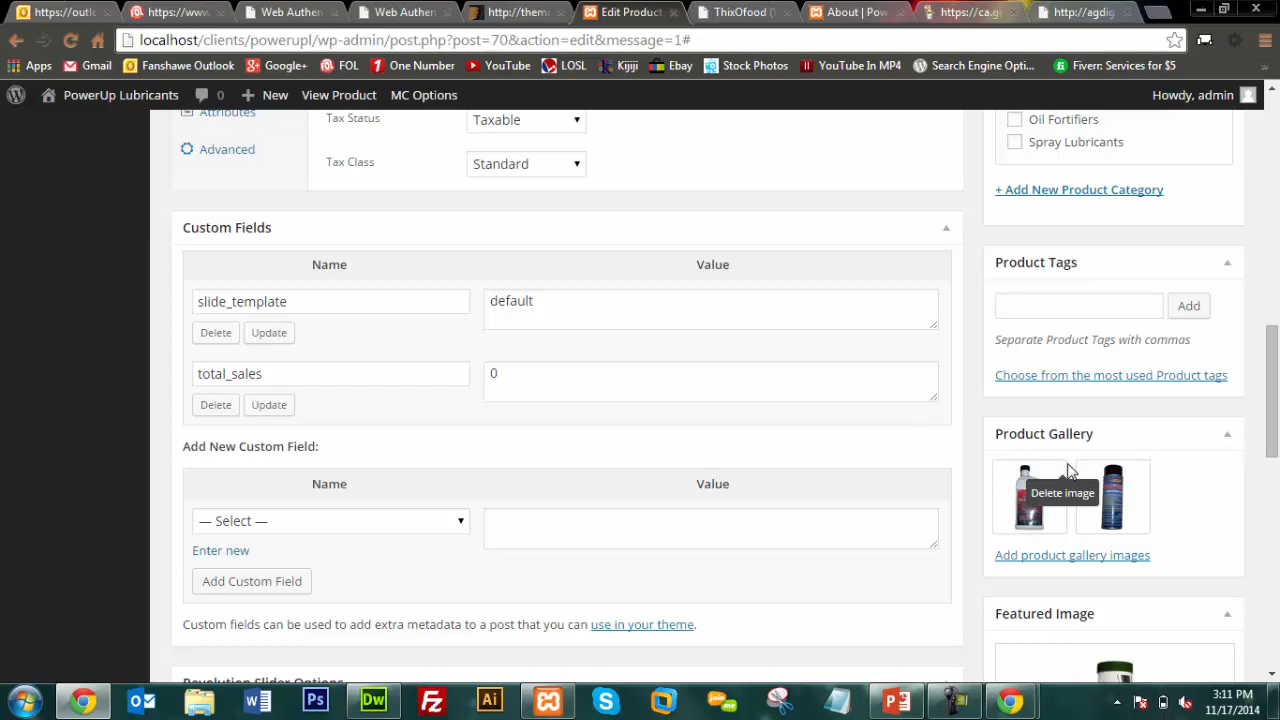 https://outlo
https://www
Web Authen
Web Authen
http://them
Edit Product
ThixOfood (
About | Pow
https://ca.g
http://agdig
localhost/clients/powerupl/wp-admin/post.php?post=70&action=edit&message=1#
Apps Gmail Fanshawe Outlook Google+ FOL One Number YouTube LOSL Kijiji Ebay Stock Photos YouTube In MP4 Search Engine Opti... Fiverr: Services for $5
PowerUp Lubricants 0 New View Product MC Options Howdy, admin
Attributes
Advanced
Tax Status Taxable
Tax Class Standard
Oil Fortifiers
Spray Lubricants
+ Add New Product Category
Custom Fields
Name Value
slide_template default
Delete Update
total_sales 0
Delete Update
Add New Custom Field:
Name Value
— Select —
Enter new
Add Custom Field
Custom fields can be used to add extra metadata to a post that you can use in your theme.
Product Tags
Add
Separate Product Tags with commas
Choose from the most used Product tags
Product Gallery
Delete image
Add product gallery images
Featured Image
Revolution Slider Options
3:11 PM
11/17/2014